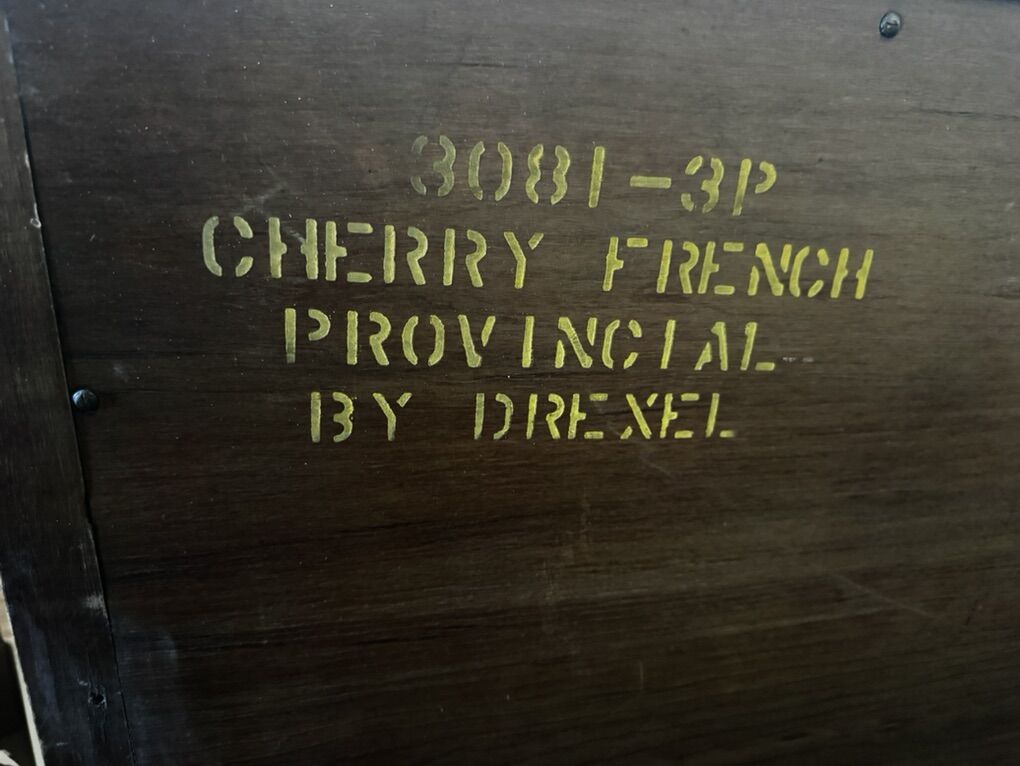 3081-3P
CHERRY FRENCH
PROVINCIAL
BY DREXEL